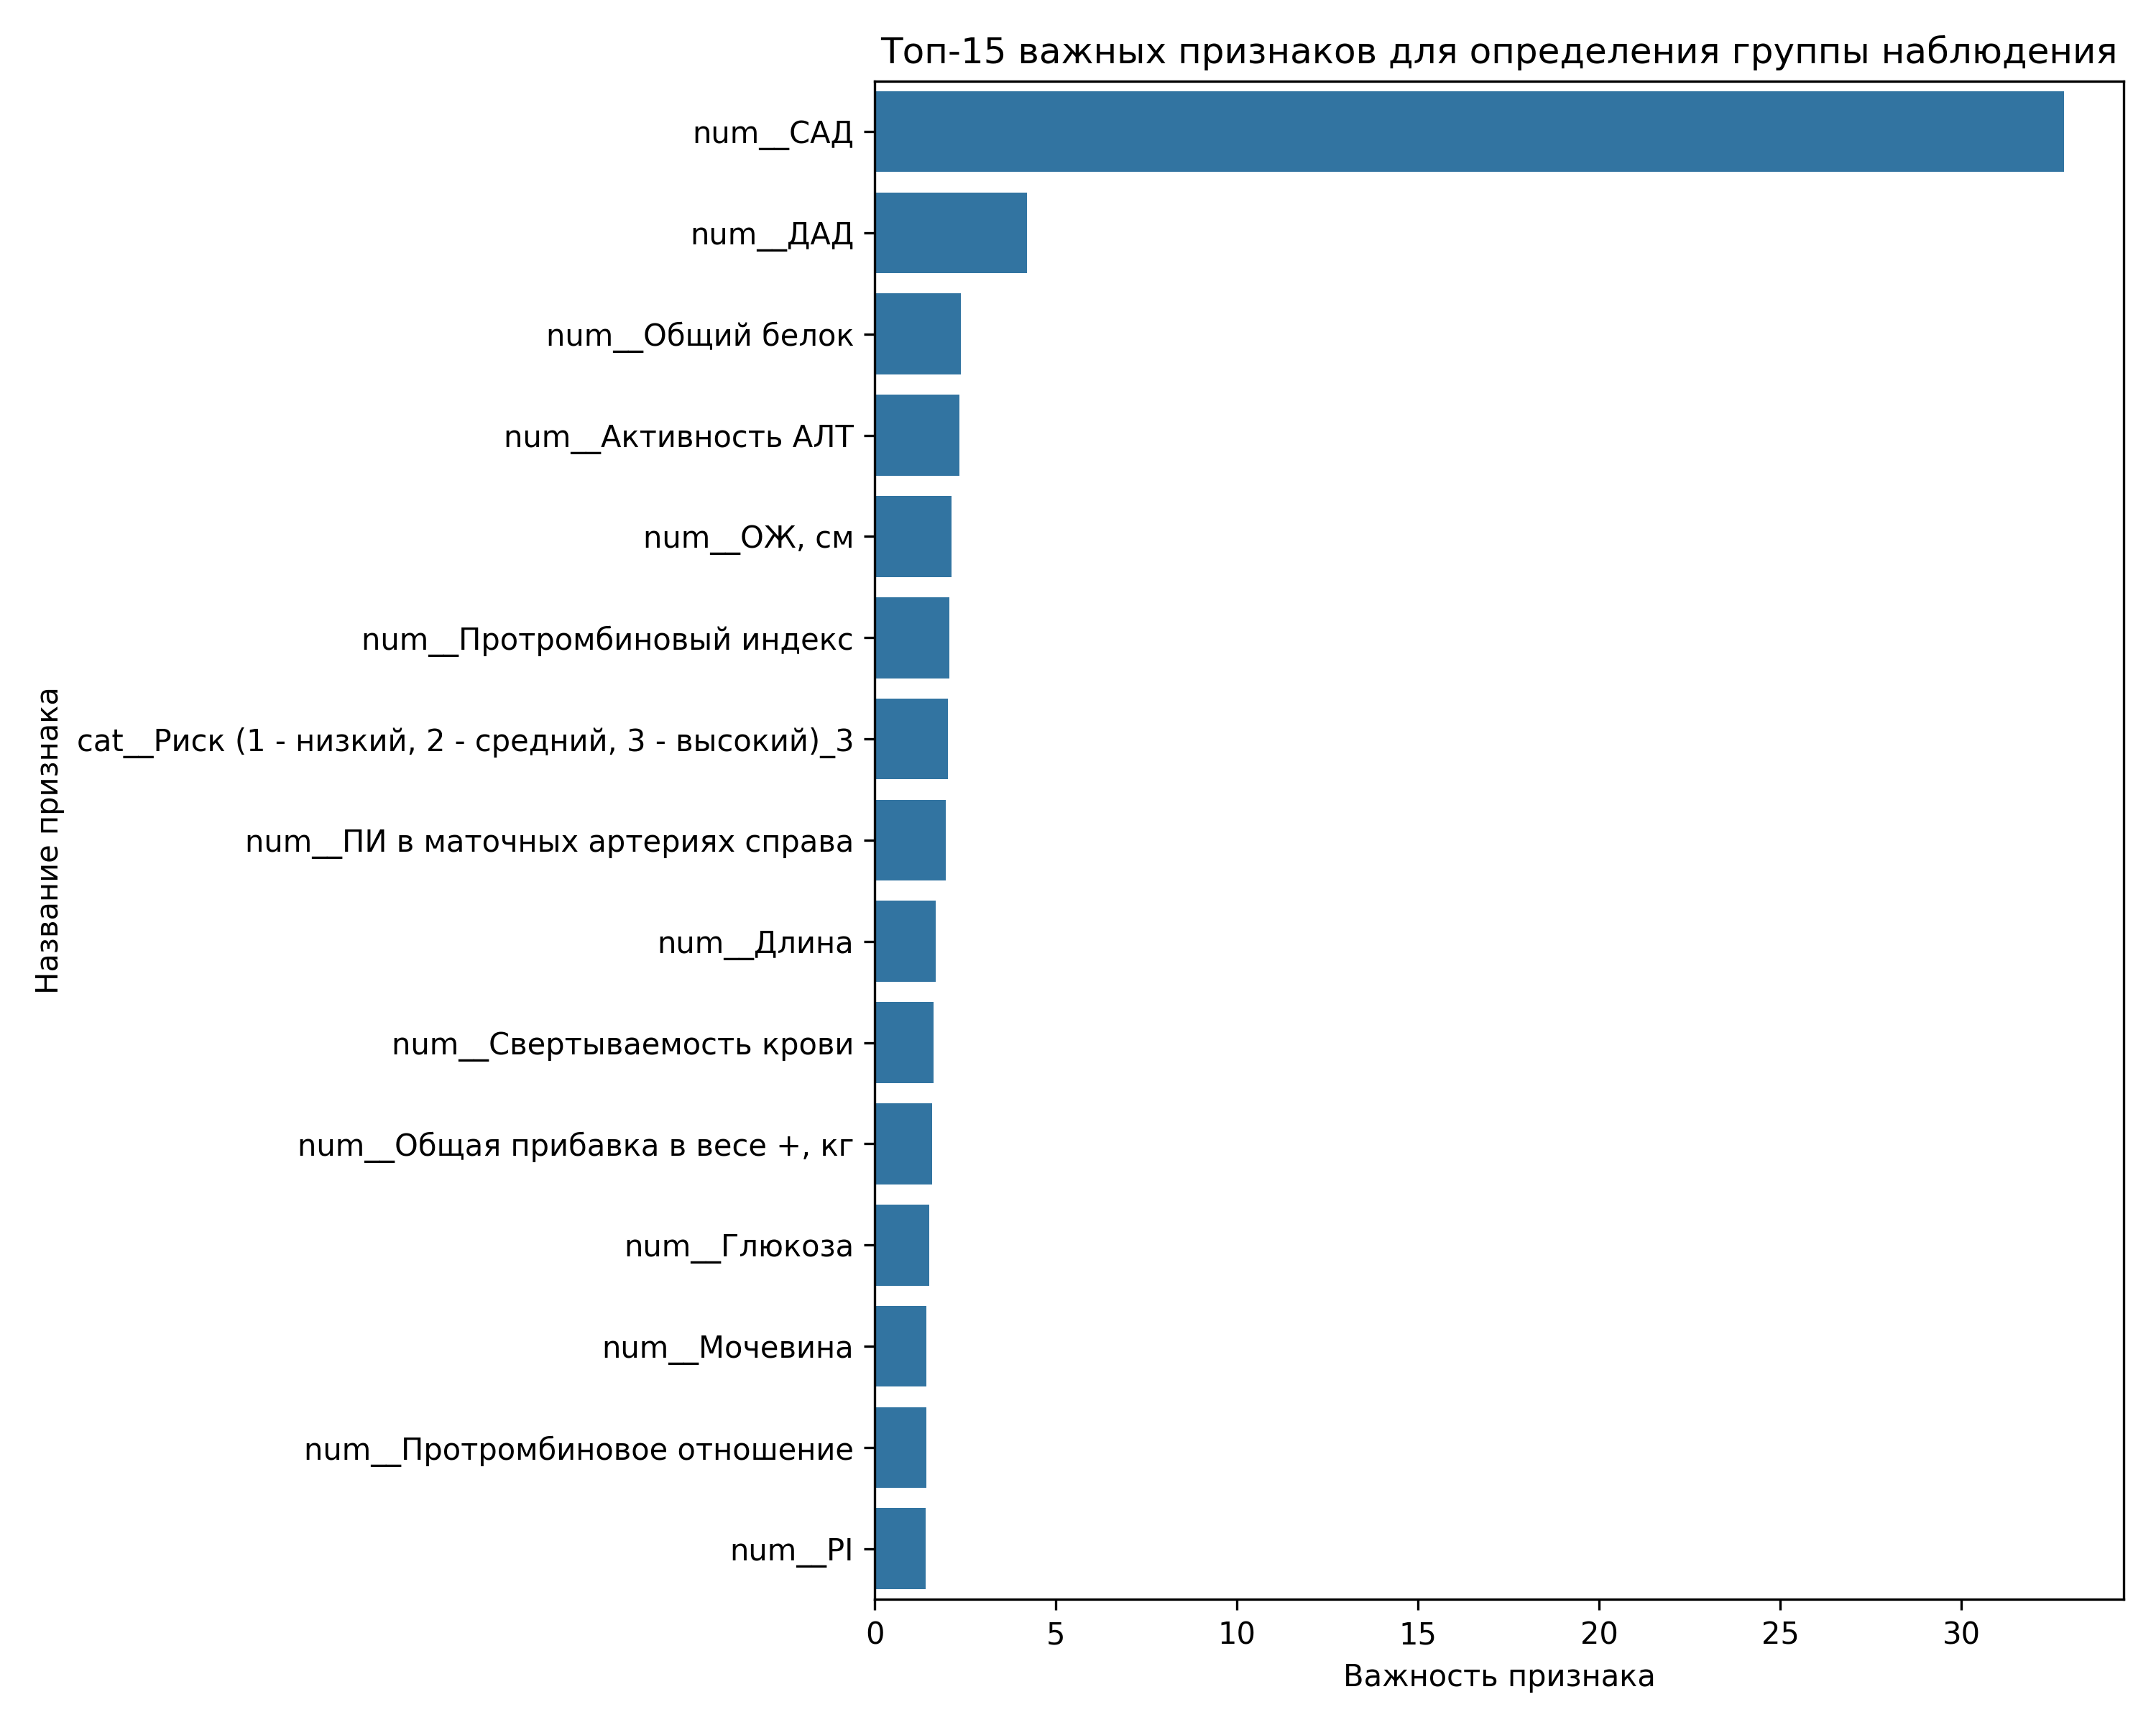 Топ-15 важных признаков для определения группы наблюдения
Название признака
num__САД
num__ДАД
num__Общий белок
num__Активность АЛТ
num__ОЖ, см
num__Протромбиновый индекс
cat__Риск (1 - низкий, 2 - средний, 3 - высокий)_3
num__ПИ в маточных артериях справа
num__Длина
num__Свертываемость крови
num__Общая прибавка в весе +, кг
num__Глюкоза
num__Мочевина
num__Протромбиновое отношение
num__PI
0 5 10 15 20 25 30
Важность признака